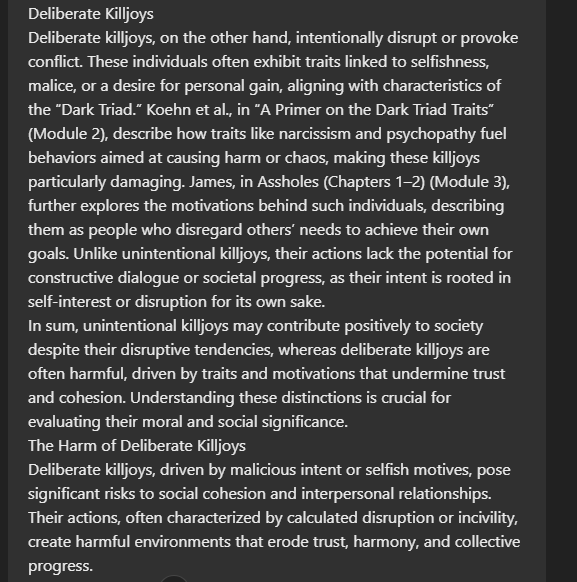 Deliberate Killjoys
Deliberate killjoys, on the other hand, intentionally disrupt or provoke
conflict. These individuals often exhibit traits linked to selfishness,
malice, or a desire for personal gain, aligning with characteristics of
the “Dark Triad.” Koehn et al., in “A Primer on the Dark Triad Traits”
(Module 2), describe how traits like narcissism and psychopathy fuel
behaviors aimed at causing harm or chaos, making these killjoys
particularly damaging. James, in Assholes (Chapters 1–2) (Module 3),
further explores the motivations behind such individuals, describing
them as people who disregard others’ needs to achieve their own
goals. Unlike unintentional killjoys, their actions lack the potential for
constructive dialogue or societal progress, as their intent is rooted in
self-interest or disruption for its own sake.
In sum, unintentional killjoys may contribute positively to society
despite their disruptive tendencies, whereas deliberate killjoys are
often harmful, driven by traits and motivations that undermine trust
and cohesion. Understanding these distinctions is crucial for
evaluating their moral and social significance.
The Harm of Deliberate Killjoys
Deliberate killjoys, driven by malicious intent or selfish motives, pose
significant risks to social cohesion and interpersonal relationships.
Their actions, often characterized by calculated disruption or incivility,
create harmful environments that erode trust, harmony, and collective
progress.